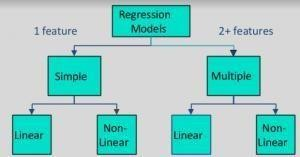 Regression
Models
1 feature
2+ features
Simple
Multiple
Linear
Non-
Linear
Linear
Non-
Linear